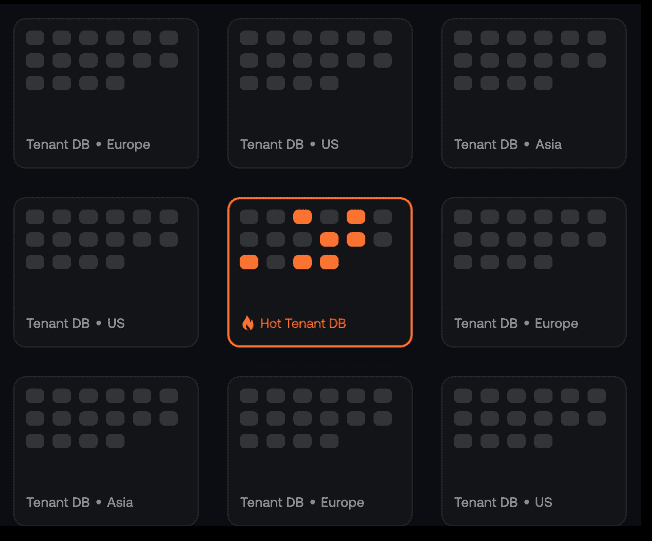 Tenant DB • Europe
Tenant DB • US
Tenant DB • Asia
Tenant DB • US
Hot Tenant DB
Tenant DB • Europe
Tenant DB • Asia
Tenant DB • Europe
Tenant DB • US